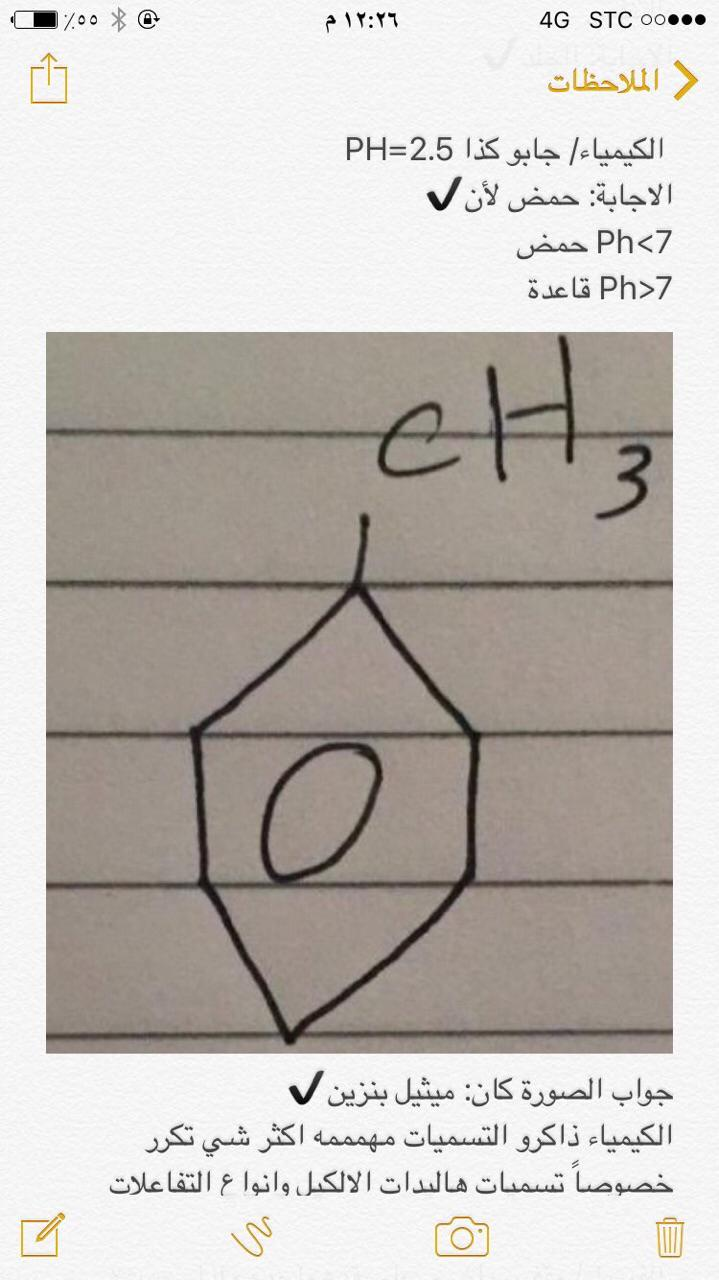 ٪٥٥ ١٢:٢٦ م 4G STC
الملاحظات
الكيمياء/ جابو كذا PH=2.5
الاجابة: حمض لأن✔
Ph<7 حمض
Ph>7 قاعدة
CH3
جواب الصورة كان: ميثيل بنزين✔
الكيمياء ذاكرو التسميات مهمممه اكثر شي تكرر
خصوصاً تسميات هاليدات الالكيل وانواع التفاعلات